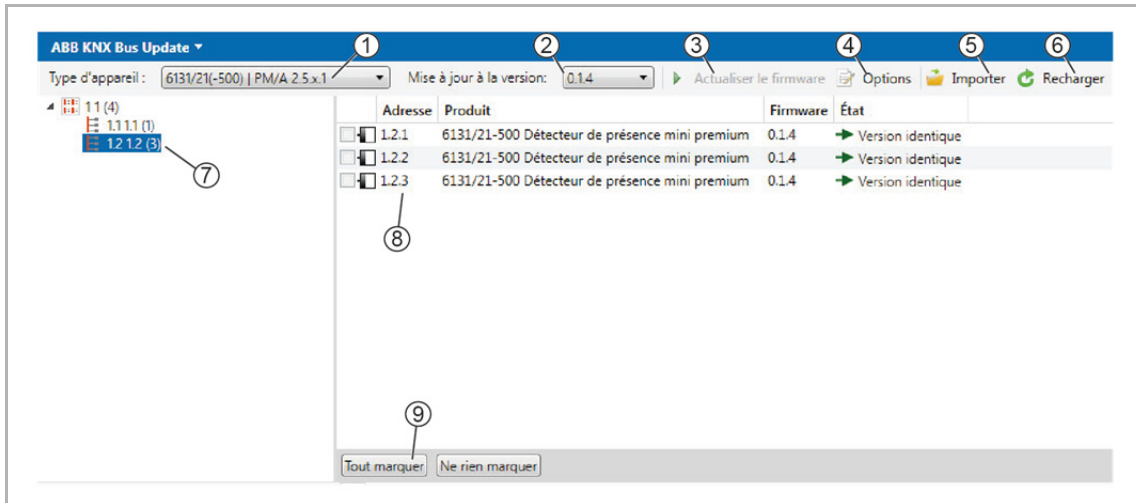 ABB KNX Bus Update
1 2 3 4 5 6
Type d'appareil : 6131/21(-500) | PM/A 2.5.x.1 Mise à jour à la version: 0.1.4 Actualiser le firmware Options Importer Recharger
1 1 (4)
1.1 1.1 (1)
1.2 1.2 (3)
7
Adresse Produit Firmware État
1.2.1 6131/21-500 Détecteur de présence mini premium 0.1.4 Version identique
1.2.2 6131/21-500 Détecteur de présence mini premium 0.1.4 Version identique
1.2.3 6131/21-500 Détecteur de présence mini premium 0.1.4 Version identique
8
9
Tout marquer Ne rien marquer